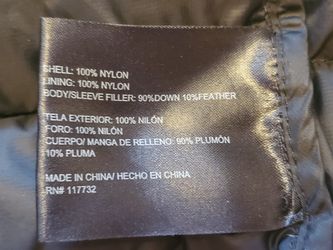 SHELL: 100% NYLON
LINING: 100% NYLON
BODY/SLEEVE FILLER: 90%DOWN 10%FEATHER
TELA EXTERIOR: 100% NILÓN
FORO: 100% NILÓN
CUERPO/ MANGA DE RELLENO: 90% PLUMÓN
10% PLUMA
MADE IN CHINA/ HECHO EN CHINA
RN# 117732